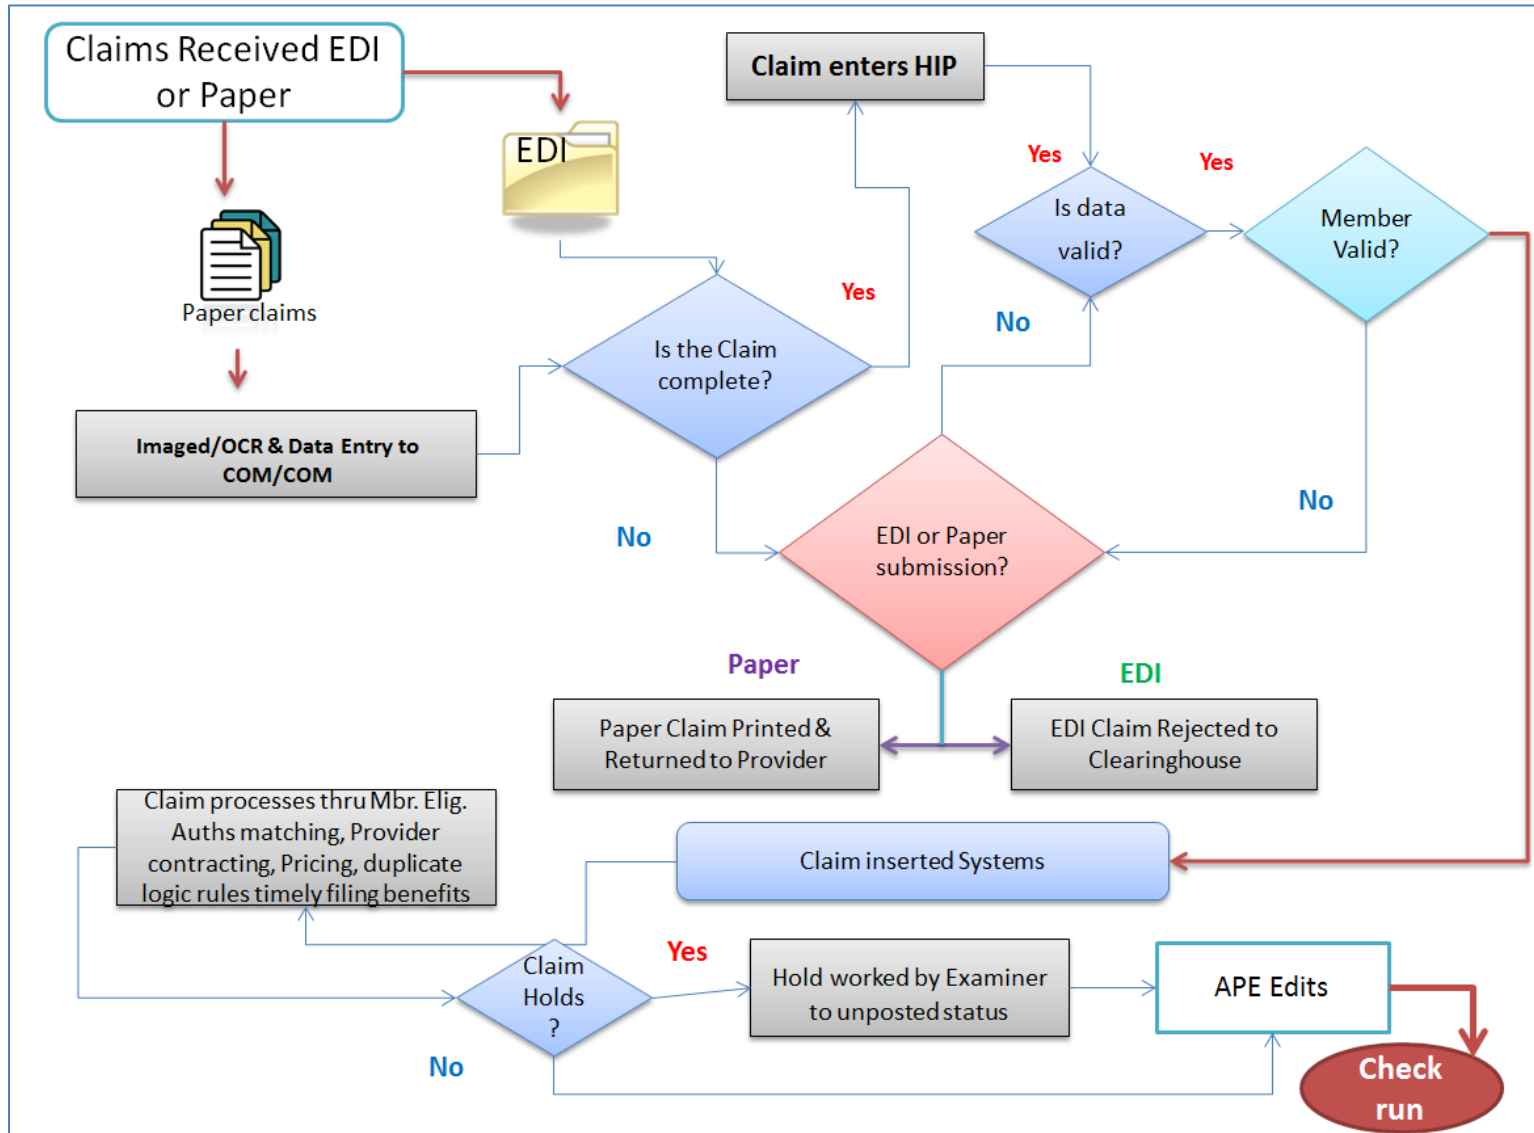 Claims Received EDI
or Paper
EDI
Paper claims
Imaged/OCR & Data Entry to
COM/COM
Is the Claim
complete?
Yes
No
Claim enters HIP
Yes
Is data
valid?
No
Yes
Member
Valid?
No
EDI or Paper
submission?
Paper
EDI
Paper Claim Printed &
Returned to Provider
EDI Claim Rejected to
Clearinghouse
Claim inserted Systems
Claim processes thru Mbr. Elig.
Auths matching, Provider
contracting, Pricing, duplicate
logic rules timely filing benefits
Claim
Holds
?
Yes
No
Hold worked by Examiner
to unposted status
APE Edits
Check
run